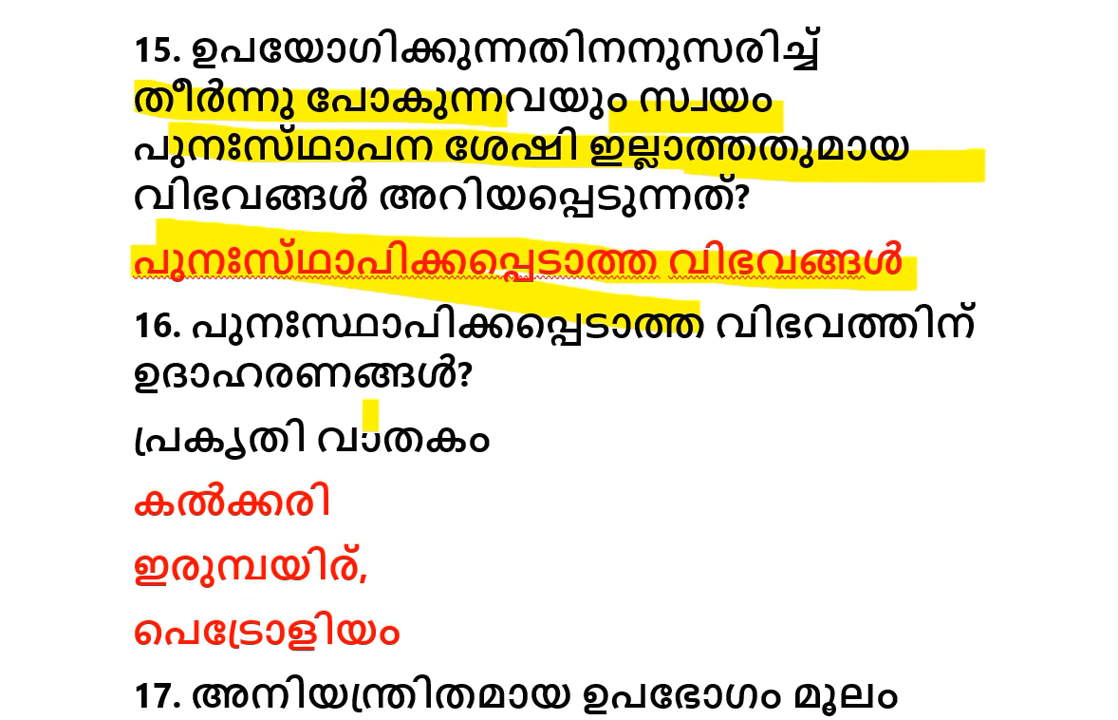 15. ഉപയോഗിക്കുന്നതിനനുസരിച്ച്
തീർന്നു പോകുന്നവയും സ്വയം
പുനഃസ്ഥാപന ശേഷി ഇല്ലാത്തതുമായ
വിഭവങ്ങൾ അറിയപ്പെടുന്നത്?
പുനഃസ്ഥാപിക്കപ്പെടാത്ത വിഭവങ്ങൾ
16. പുനഃസ്ഥാപിക്കപ്പെടാത്ത വിഭവത്തിന്
ഉദാഹരണങ്ങൾ?
പ്രകൃതി വാതകം
കൽക്കരി
ഇരുമ്പയിര്,
പെട്രോളിയം
17. അനിയന്ത്രിതമായ ഉപഭോഗം മൂലം